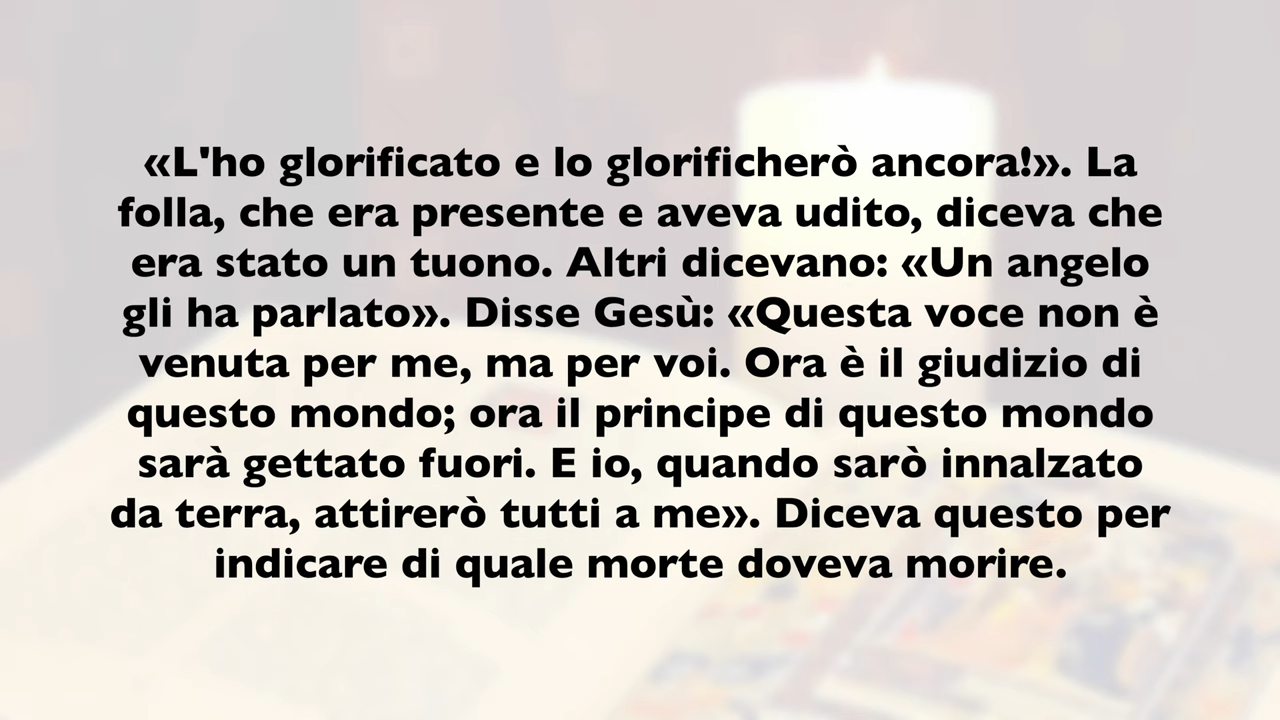 «L'ho glorificato e lo glorificherò ancora!». La
folla, che era presente e aveva udito, diceva che
era stato un tuono. Altri dicevano: «Un angelo
gli ha parlato». Disse Gesù: «Questa voce non è
venuta per me, ma per voi. Ora è il giudizio di
questo mondo; ora il principe di questo mondo
sarà gettato fuori. E io, quando sarò innalzato
da terra, attirerò tutti a me». Diceva questo per
indicare di quale morte doveva morire.